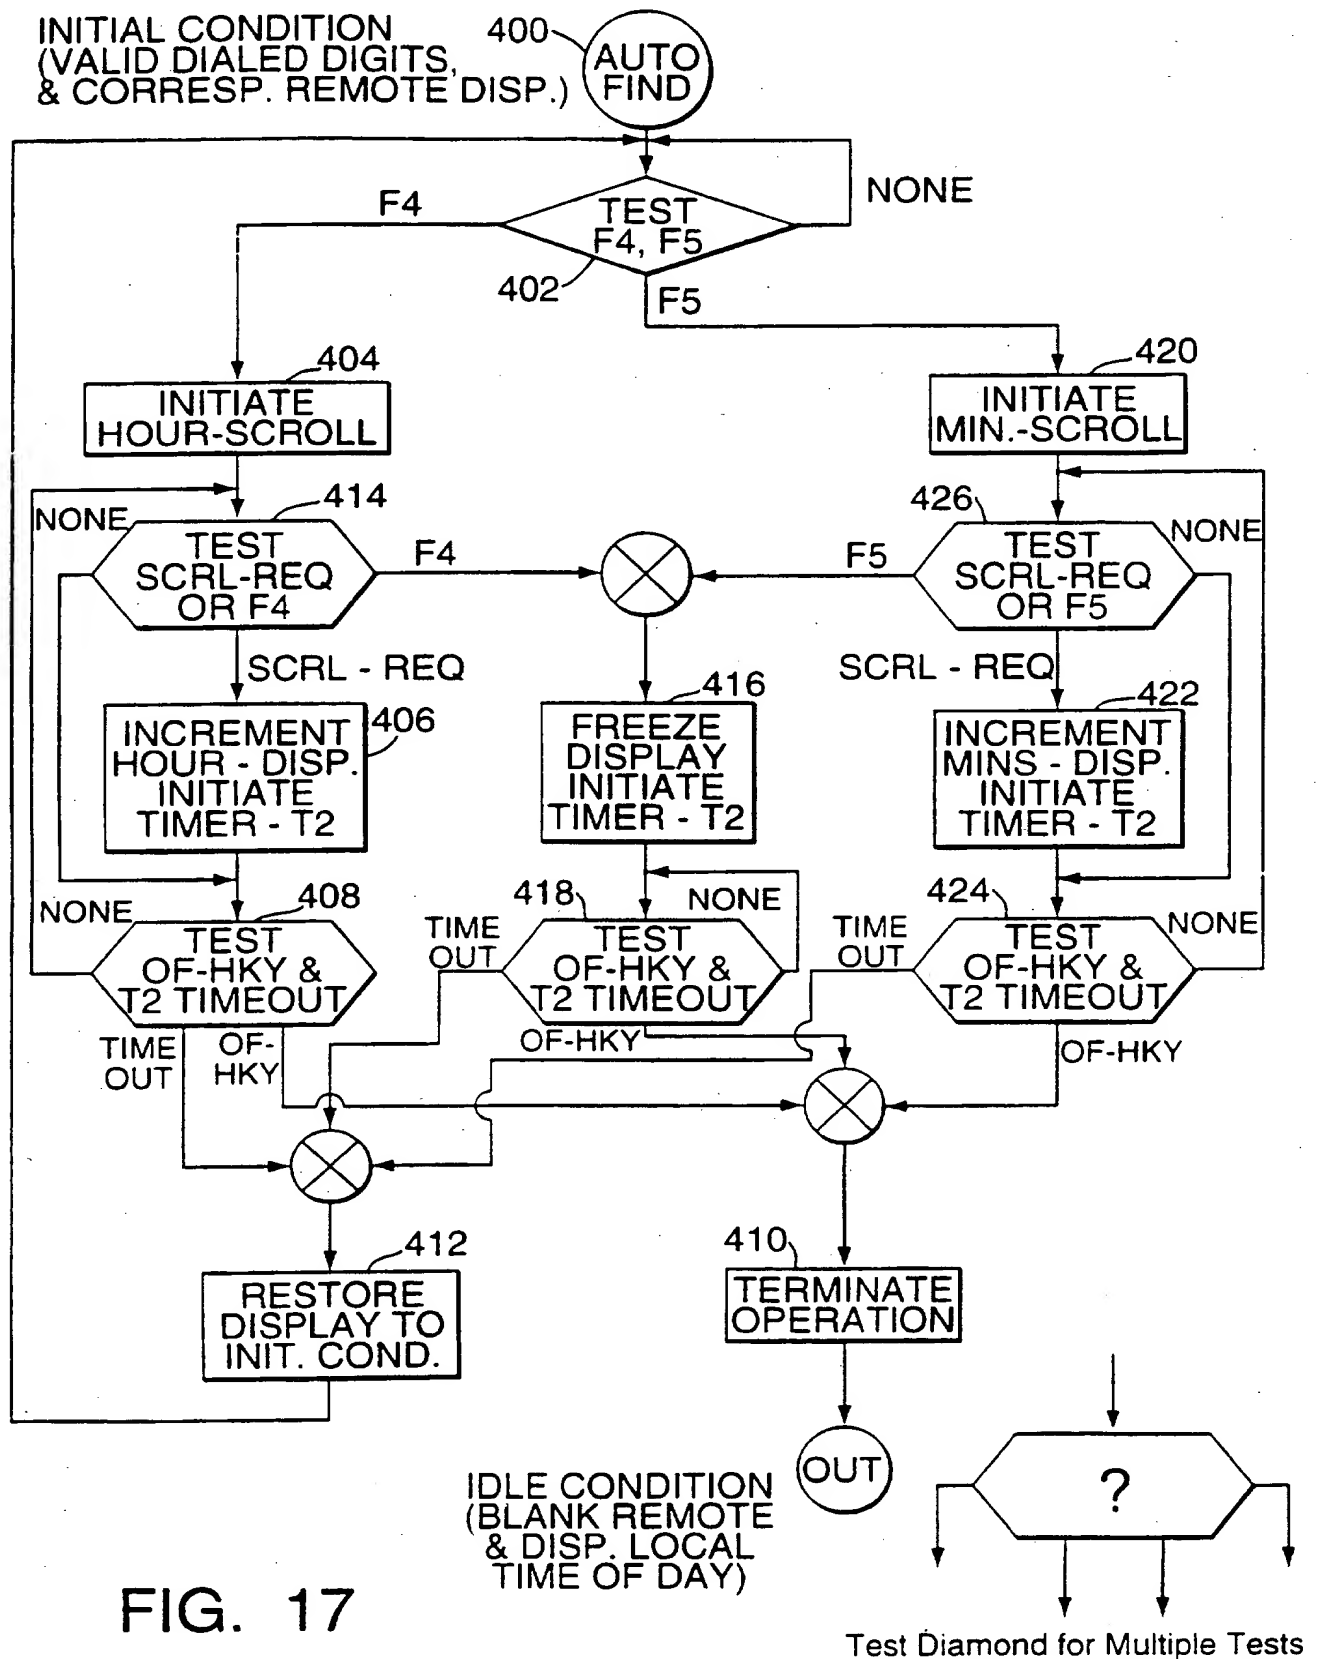 INITIAL CONDITION
(VALID DIALED DIGITS,
& CORRESP. REMOTE DISP.)
400
AUTO
FIND
NONE
F4
TEST
F4, F5
402
F5
404
INITIATE
HOUR-SCROLL
420
INITIATE
MIN.-SCROLL
NONE
414
TEST
SCRL-REQ
OR F4
F4
F5
426
TEST
SCRL-REQ
OR F5
NONE
SCRL - REQ
SCRL - REQ
406
INCREMENT
HOUR - DISP.
INITIATE
TIMER - T2
416
FREEZE
DISPLAY
INITIATE
TIMER - T2
422
INCREMENT
MINS - DISP.
INITIATE
TIMER - T2
NONE
408
TEST
OF-HKY &
T2 TIMEOUT
TIME
OUT
418
NONE
TEST
OF-HKY &
T2 TIMEOUT
TIME
OUT
424
NONE
TEST
OF-HKY &
T2 TIMEOUT
TIME
OUT
OF-
HKY
OF-HKY
OF-HKY
412
RESTORE
DISPLAY TO
INIT. COND.
410
TERMINATE
OPERATION
OUT
IDLE CONDITION
(BLANK REMOTE
& DISP. LOCAL
TIME OF DAY)
?
Test Diamond for Multiple Tests
FIG. 17